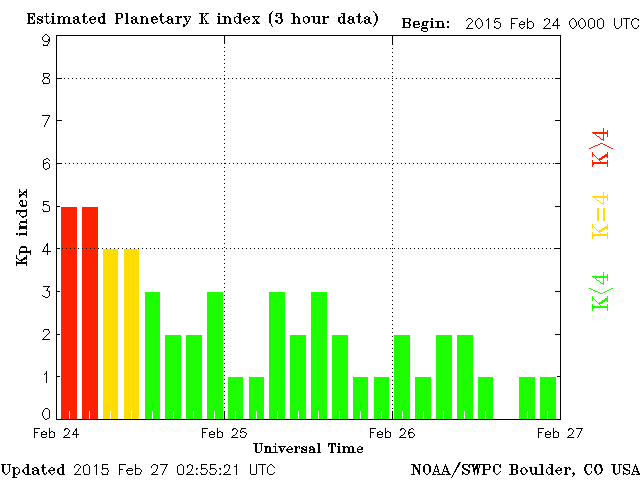 Estimated Planetary K index (3 hour data) Begin: 2015 Feb 24 0000 UTC
9
8
7
6
5
4
3
2
1
0
Kp index
K>4
K=4
K<4
Feb 24 Feb 25 Feb 26 Feb 27
Universal Time
Updated 2015 Feb 27 02:55:21 UTC NOAA/SWPC Boulder, CO USA